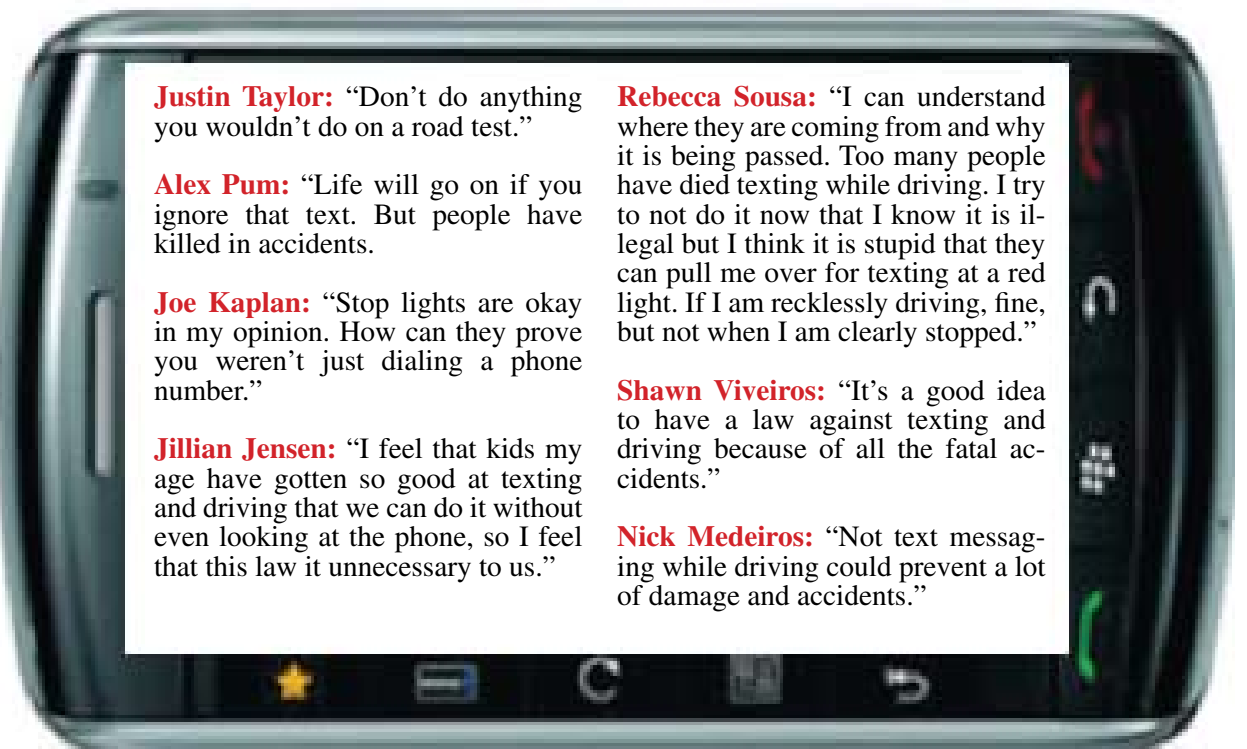 Justin Taylor: “Don't do anything
you wouldn't do on a road test.”
Alex Pum: “Life will go on if you
ignore that text. But people have
killed in accidents.
Joe Kaplan: “Stop lights are okay
in my opinion. How can they prove
you weren't just dialing a phone
number.”
Jillian Jensen: “I feel that kids my
age have gotten so good at texting
and driving that we can do it without
even looking at the phone, so I feel
that this law it unnecessary to us.”
Rebecca Sousa: “I can understand
where they are coming from and why
it is being passed. Too many people
have died texting while driving. I try
to not do it now that I know it is il-
legal but I think it is stupid that they
can pull me over for texting at a red
light. If I am recklessly driving, fine,
but not when I am clearly stopped.”
Shawn Viveiros: “It's a good idea
to have a law against texting and
driving because of all the fatal ac-
cidents.”
Nick Medeiros: “Not text messag-
ing while driving could prevent a lot
of damage and accidents.”